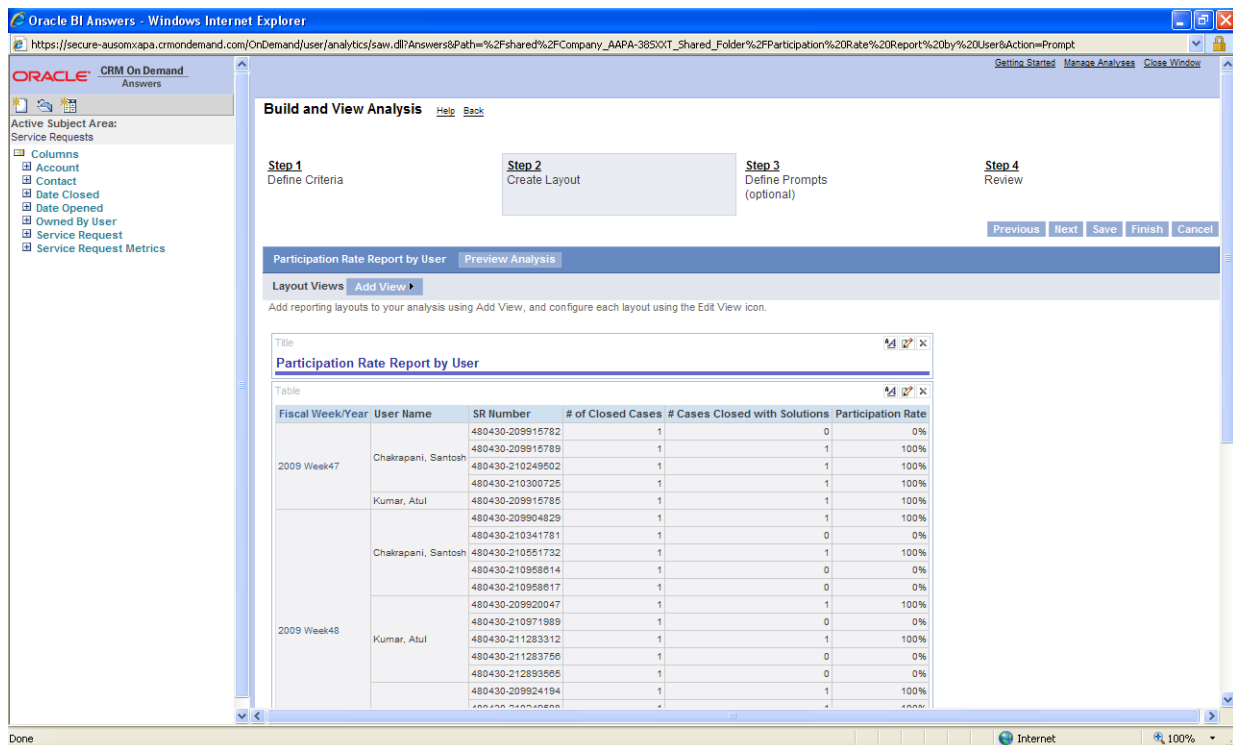 Oracle BI Answers - Windows Internet Explorer
https://secure-ausomxapa.crmondemand.com/OnDemand/user/analytics/saw.dll?Answers&Path=%2Fshared%2FCompany_AAPA-38SXXT_Shared_Folder%2FParticipation%20Rate%20Report%20by%20User&Action=Prompt
ORACLE CRM On Demand
Answers
Getting Started Manage Analyses Close Window
Active Subject Area:
Service Requests
Columns
Account
Contact
Date Closed
Date Opened
Owned By User
Service Request
Service Request Metrics
Build and View Analysis Help Back
Step 1 Step 2 Step 3 Step 4
Define Criteria Create Layout Define Prompts Review
(optional)
Previous Next Save Finish Cancel
Participation Rate Report by User Preview Analysis
Layout Views Add View
Add reporting layouts to your analysis using Add View, and configure each layout using the Edit View icon.
Title
Participation Rate Report by User
Table
Fiscal Week/Year User Name SR Number # of Closed Cases # Cases Closed with Solutions Participation Rate
480430-209915782 1 0 0%
480430-209915789 1 1 100%
Chakrapani, Santosh
2009 Week47 480430-210249502 1 1 100%
480430-210300725 1 1 100%
Kumar, Atul 480430-209915785 1 1 100%
480430-209904829 1 1 100%
480430-210341781 1 0 0%
Chakrapani, Santosh 480430-210551732 1 1 100%
480430-210958614 1 0 0%
480430-210958617 1 0 0%
480430-209920047 1 1 100%
480430-210971989 1 0 0%
2009 Week48 Kumar, Atul 480430-211283312 1 1 100%
480430-211283756 1 0 0%
480430-212893565 1 0 0%
480430-209924194 1 1 100%
Done Internet 100%